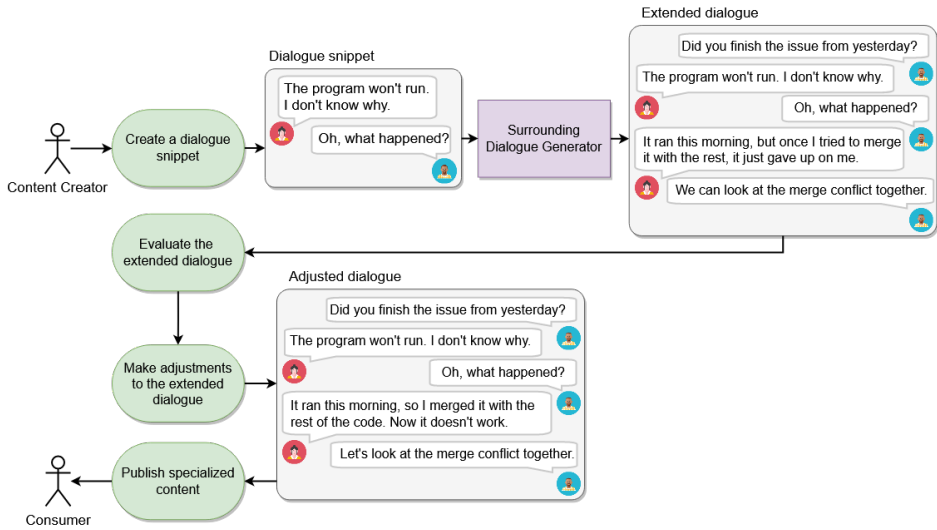 Extended dialogue
Did you finish the issue from yesterday?
The program won't run. I don't know why.
Oh, what happened?
It ran this morning, but once I tried to merge
it with the rest, it just gave up on me.
We can look at the merge conflict together.
Dialogue snippet
The program won't run.
I don't know why.
Oh, what happened?
Surrounding
Dialogue Generator
Create a dialogue
snippet
Content Creator
Evaluate the
extended dialogue
Adjusted dialogue
Did you finish the issue from yesterday?
The program won't run. I don't know why.
Oh, what happened?
It ran this morning, so I merged it with the
rest of the code. Now it doesn't work.
Let's look at the merge conflict together.
Make adjustments
to the extended
dialogue
Publish specialized
content
Consumer